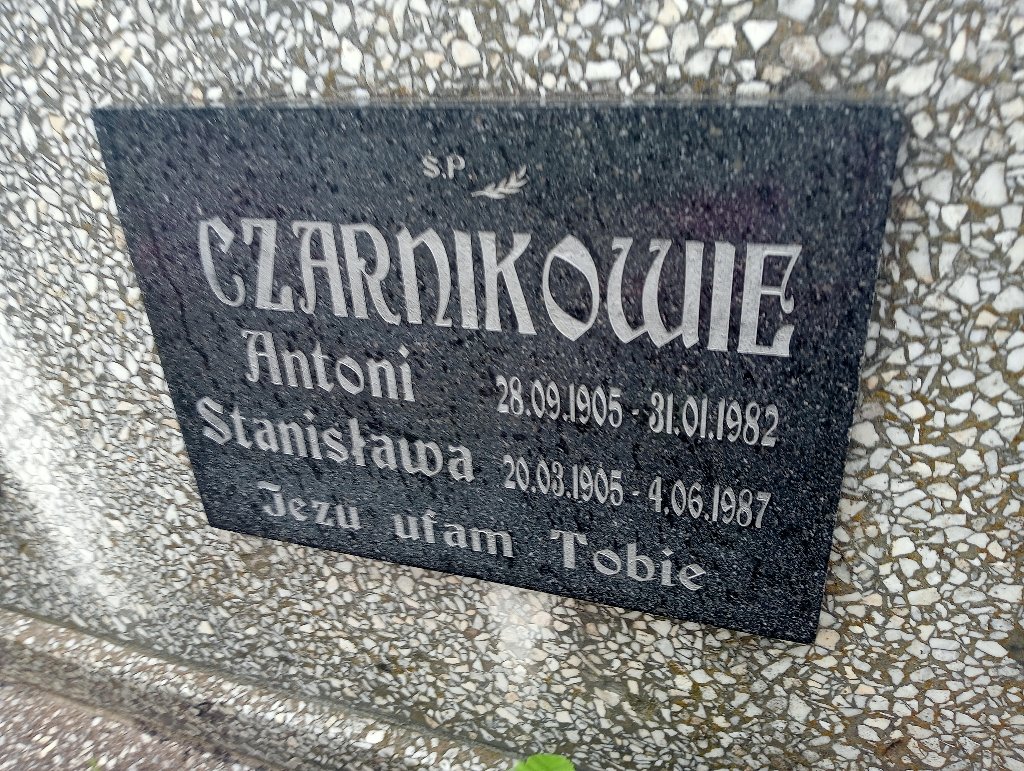 Ś.P.
CZARNIKOWIE
Antoni 28.09.1905 - 31.01.1982
Stanisława 20.03.1905 - 4.06.1987
Jezu ufam Tobie